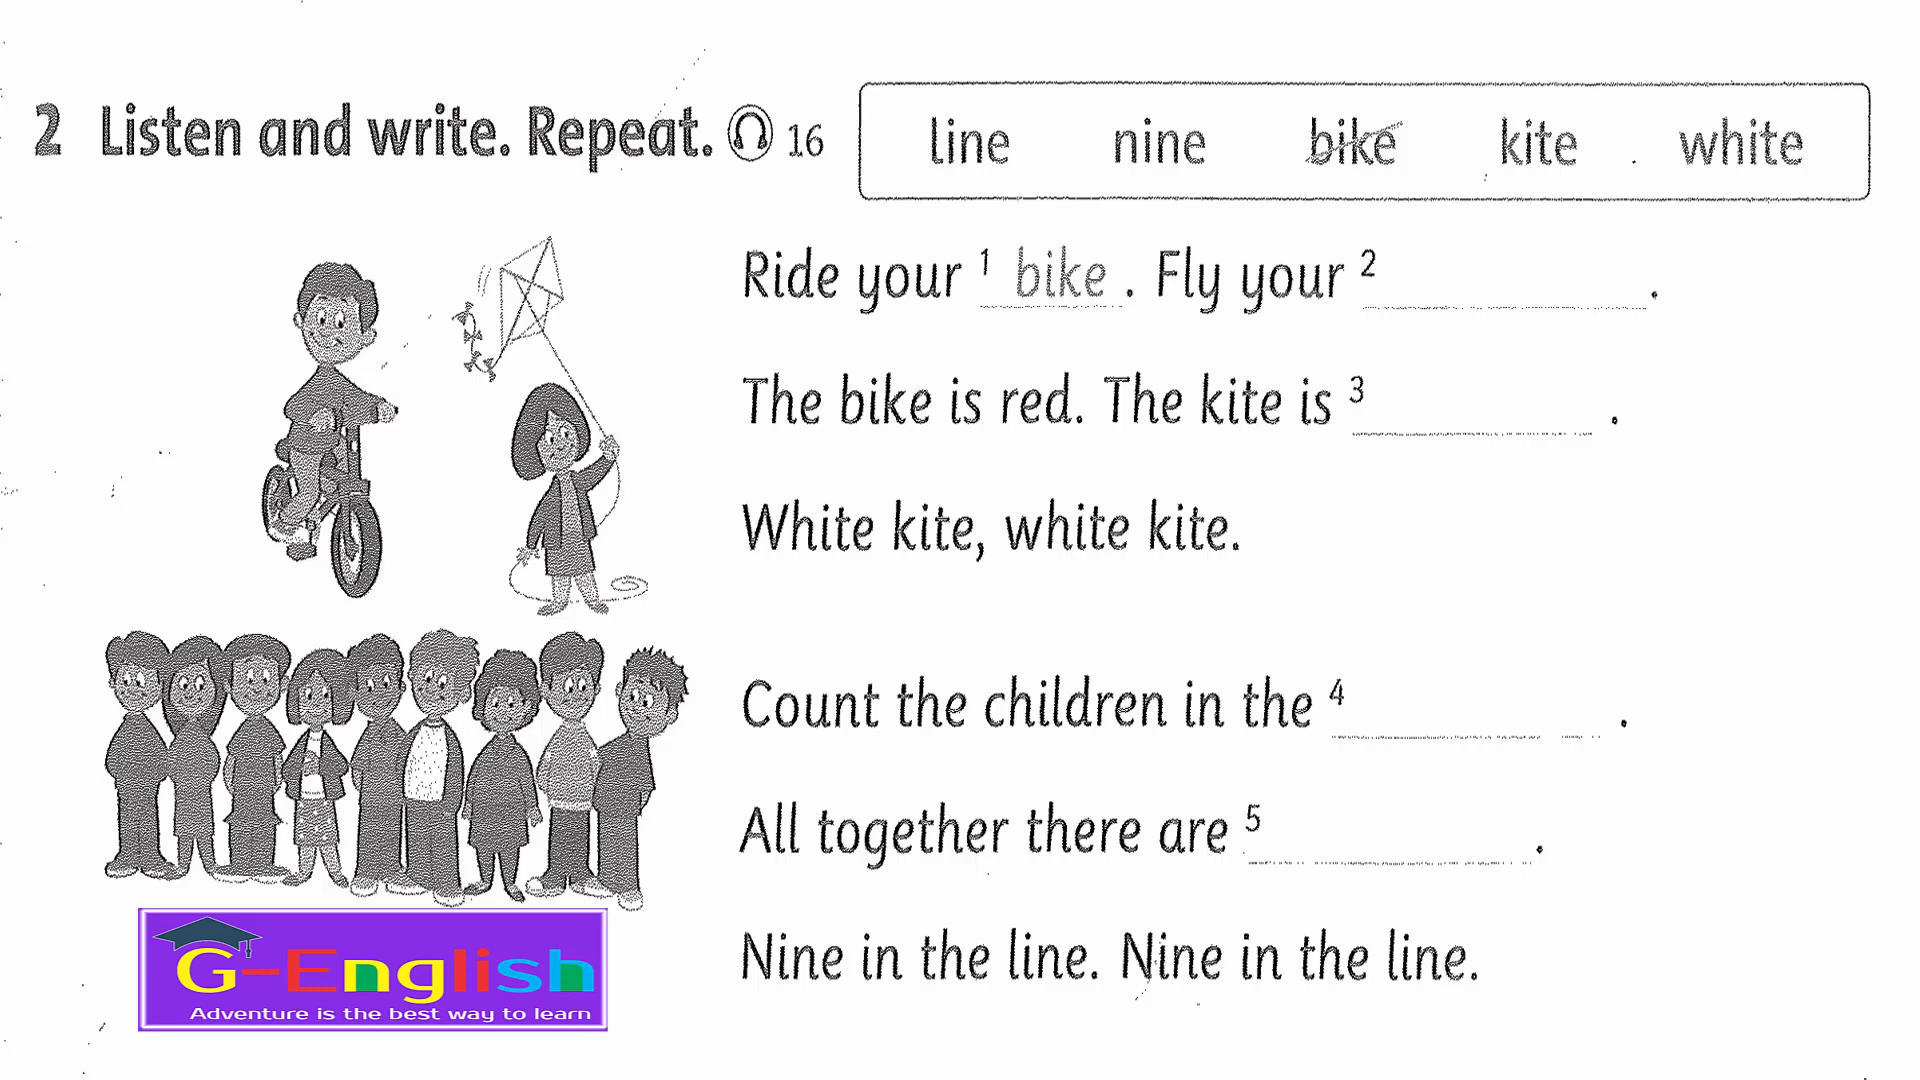 2 Listen and write. Repeat. 16
line nine bike kite white
Ride your 1 bike. Fly your 2 .
The bike is red. The kite is 3 .
White kite, white kite.
Count the children in the 4 .
All together there are 5 .
Nine in the line. Nine in the line.
G-English
Adventure is the best way to learn